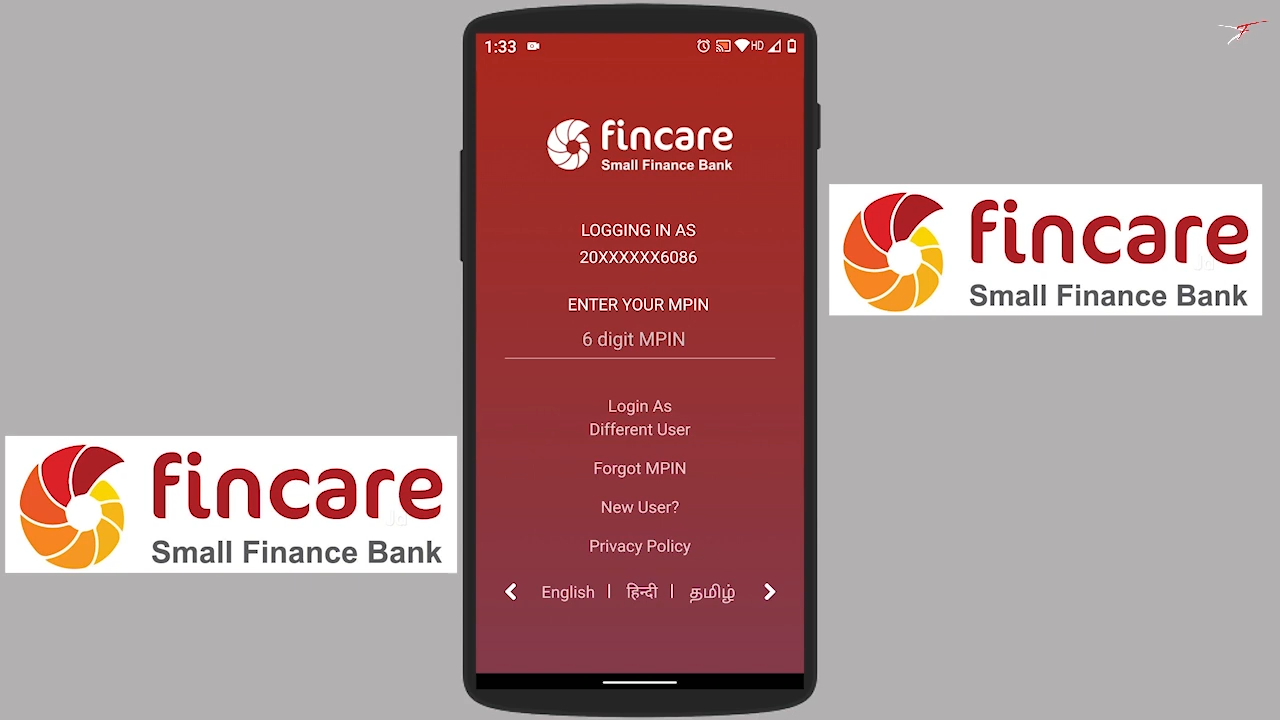 1:33
HD
fincare
Small Finance Bank
LOGGING IN AS
20XXXXXX6086
ENTER YOUR MPIN
6 digit MPIN
Login As
Different User
Forgot MPIN
New User?
Privacy Policy
English | हिन्दी | தமிழ்
fincare
Small Finance Bank
fincare
Small Finance Bank